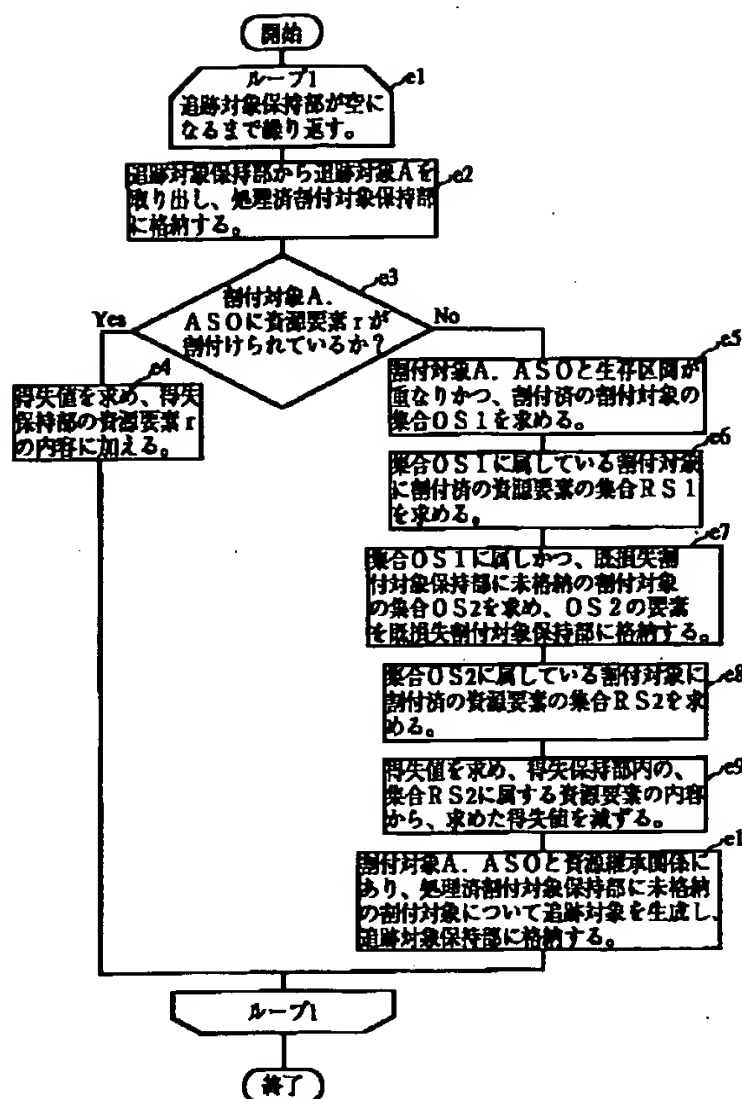 開始
ループ1
追跡対象保持部が空に
なるまで繰り返す。
e1
追跡対象保持部から追跡対象Aを
取り出し、処理済割付対象保持部
に格納する。
e2
割付対象A.
ASOに資源要素rが
割付けられているか?
e3
Yes
No
得失値を求め、得失
保持部の資源要素r
の内容に加える。
e4
割付対象A. ASOと生存区間が
重なりかつ、割付済の割付対象の
集合OS1を求める。
e5
集合OS1に属している割付対象
に割付済の資源要素の集合RS1
を求める。
e6
集合OS1に属しかつ、既損失割
付対象保持部に未格納の割付対象
の集合OS2を求め、OS2の要素
を既損失割付対象保持部に格納する。
e7
集合OS2に属している割付対象に
割付済の資源要素の集合RS2を求
める。
e8
得失値を求め、得失保持部内の、
集合RS2に属する資源要素の内容
から、求めた得失値を減ずる。
e9
割付対象A. ASOと資源継承関係に
あり、処理済割付対象保持部に未格納
の割付対象について追跡対象を生成し、
追跡対象保持部に格納する。
e1
ループ1
終了